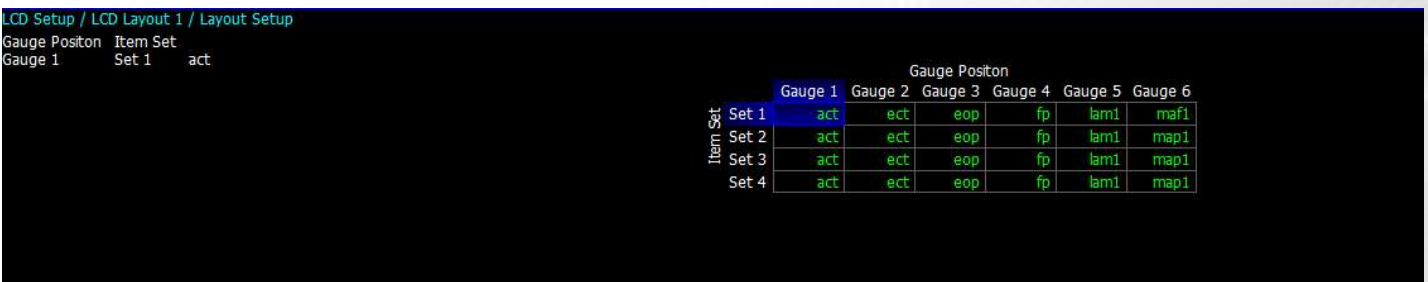 LCD Setup / LCD Layout 1 / Layout Setup
Gauge Positon Item Set
Gauge 1 Set 1 act
Gauge Positon
Gauge 1 Gauge 2 Gauge 3 Gauge 4 Gauge 5 Gauge 6
Item Set
Set 1 act ect eop fp lam1 maf1
Set 2 act ect eop fp lam1 map1
Set 3 act ect eop fp lam1 map1
Set 4 act ect eop fp lam1 map1